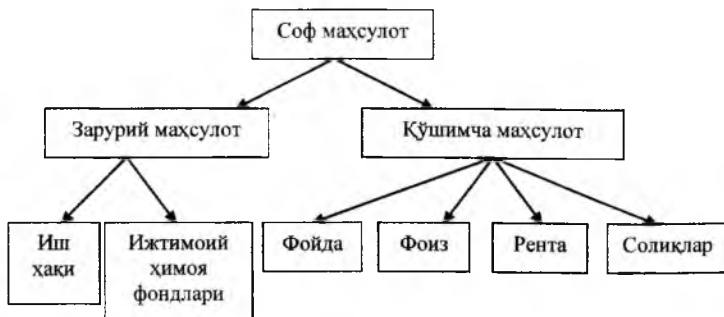 Соф маҳсулот
Зарурий маҳсулот
Қўшимча маҳсулот
Иш
ҳақи
Ижтимоий
ҳимоя
фондлари
Фойда
Фоиз
Рента
Солиқлар